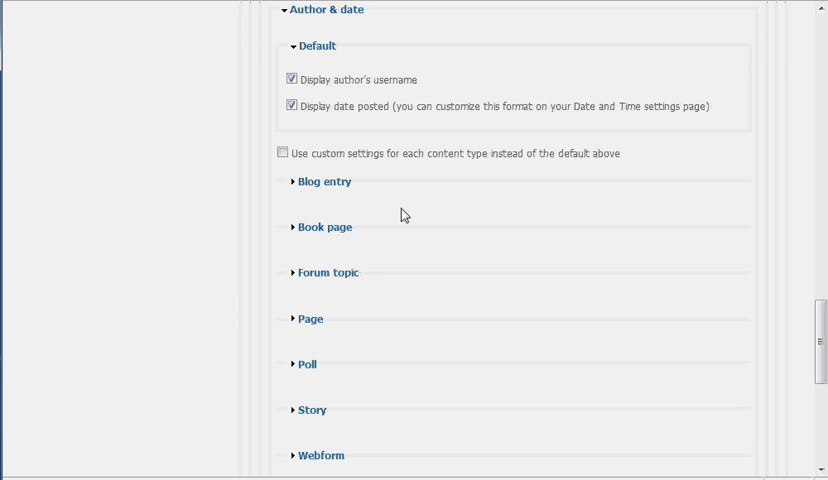 Author & date
Default
Display author's username
Display date posted (you can customize this format on your Date and Time settings page)
Use custom settings for each content type instead of the default above
Blog entry
Book page
Forum topic
Page
Poll
Story
Webform